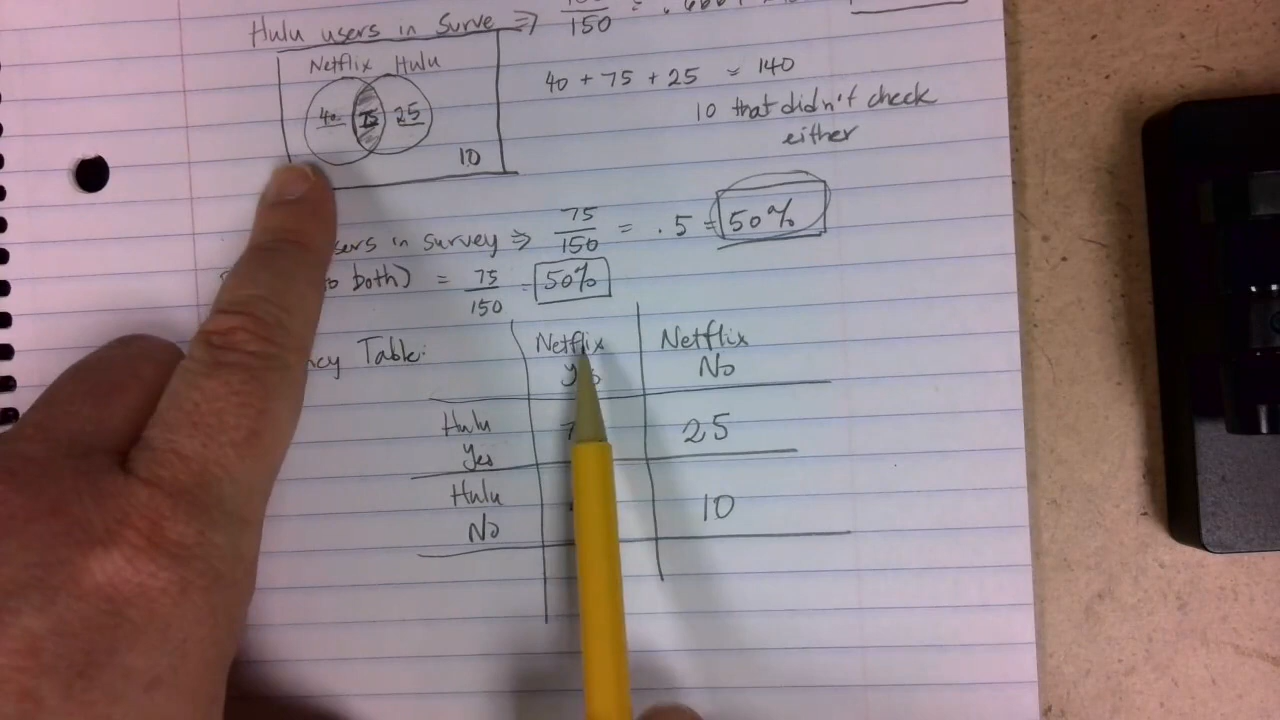 Hulu users in Surve ⇒ /150 =
Netflix Hulu
40 75 25
10
40 + 75 + 25 = 140
10 that didn't check
either
sers in survey ⇒ 75/150 = .5 = 50%
both) = 75/150 = 50%
ncy Table:
Netflix Netflix
No
Hulu 25
Yes
Hulu 10
No